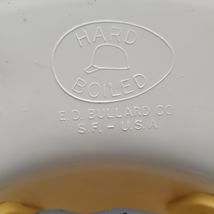 HARD
BOILED
E.D. BULLARD CO.
S.F. - U.S.A.